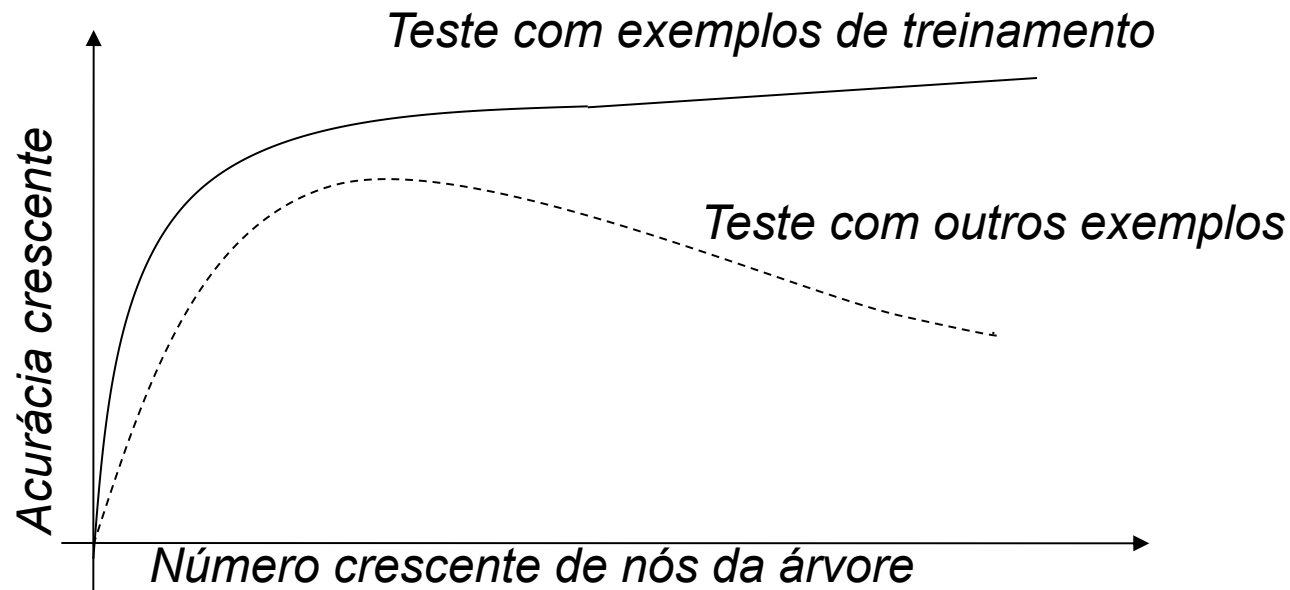 Teste com exemplos de treinamento
Acurácia crescente
Teste com outros exemplos
Número crescente de nós da árvore